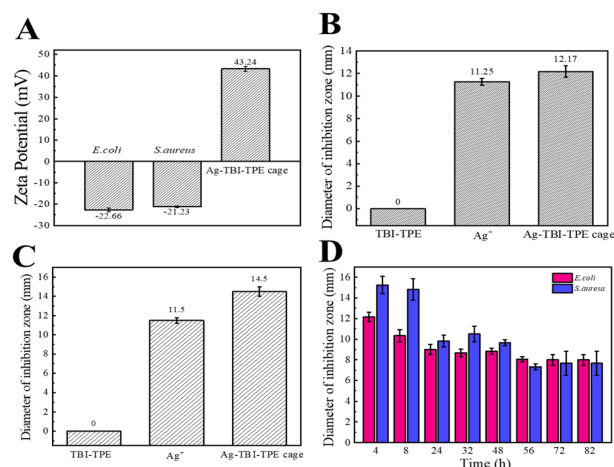 A
Zeta Potential (mV)
50
40
30
20
10
0
-10
-20
-30
43.24
E.coli
S.aureus
Ag-TBI-TPE cage
-22.66
-21.23
B
Diameter of inhibition zone (mm)
14
12
10
8
6
4
2
0
0
11.25
12.17
TBI-TPE
Ag+
Ag-TBI-TPE cage
C
Diameter of inhibition zone (mm)
16
14
12
10
8
6
4
2
0
0
11.5
14.5
TBI-TPE
Ag+
Ag-TBI-TPE cage
D
Diameter of inhibition zone (mm)
16
14
12
10
8
6
4
2
0
E.coli
S.aureus
4 8 24 32 48 56 72 82
Time (h)